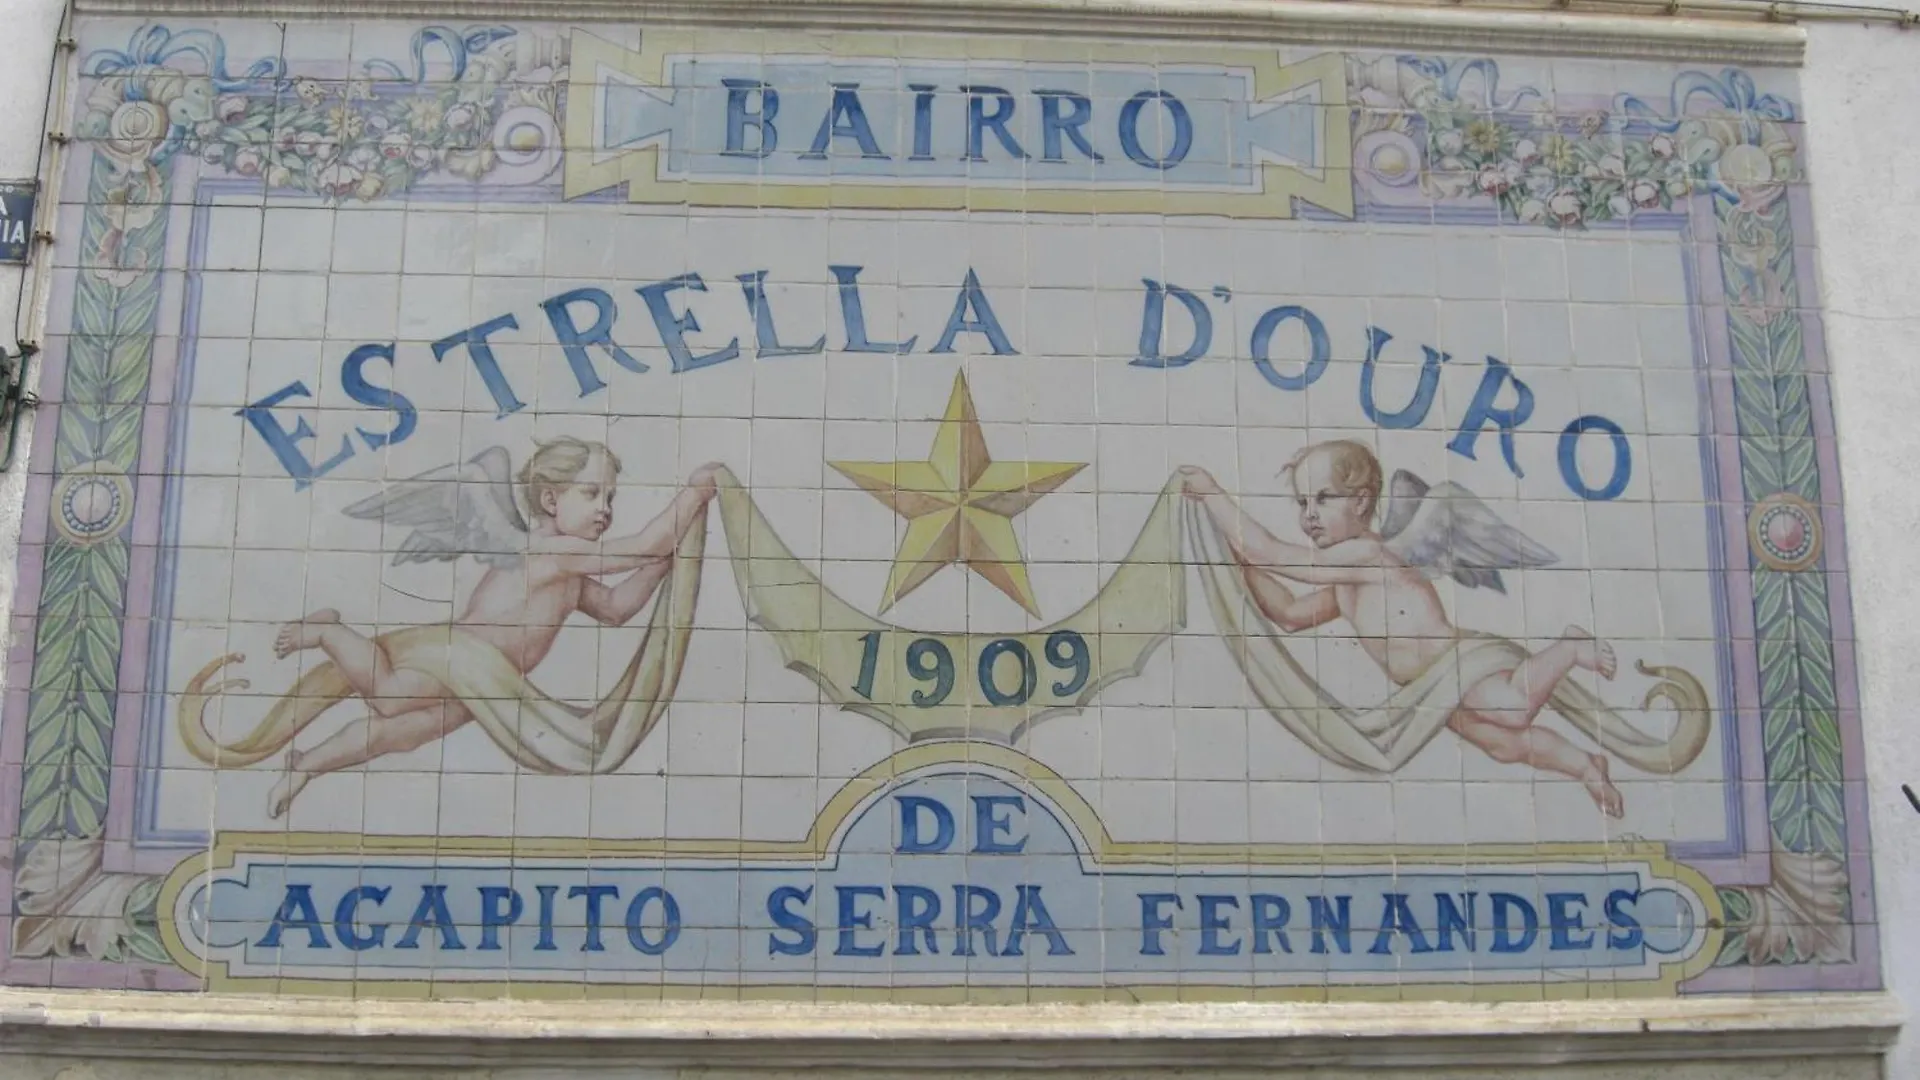 BAIRRO
ESTRELLA D'OURO
1909
DE
AGAPITO SERRA FERNANDES